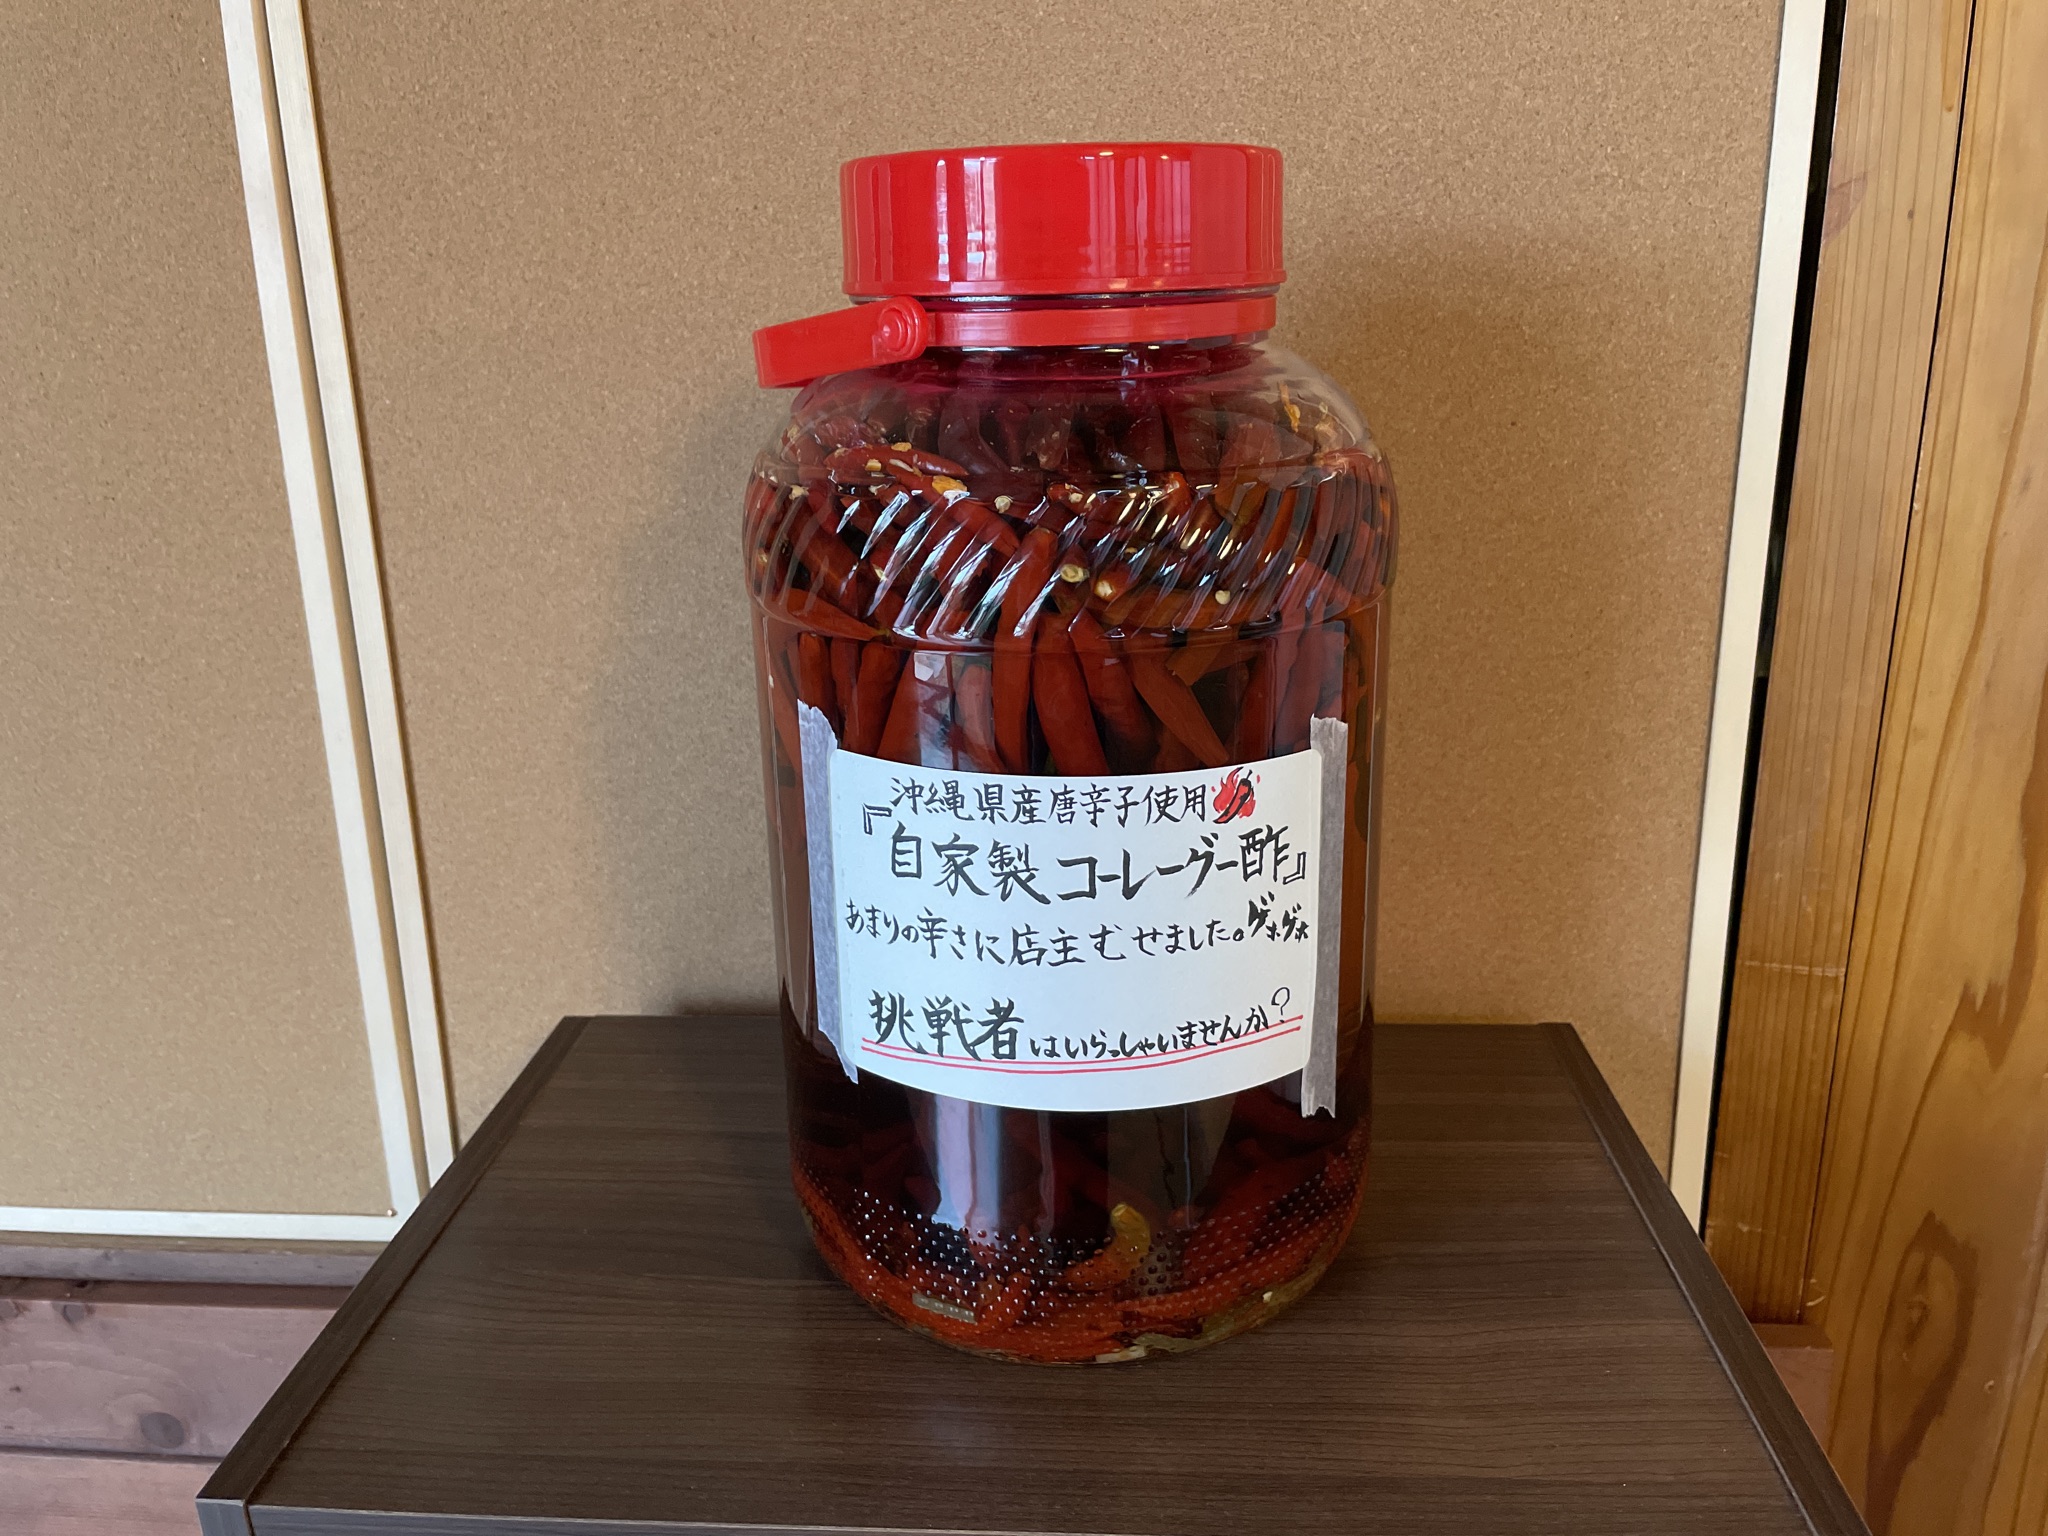 沖縄県産唐辛子使用
『自家製コーレーグー酢』
あまりの辛さに店主むせました。ゲホゲホ
挑戦者はいらっしゃいませんか?